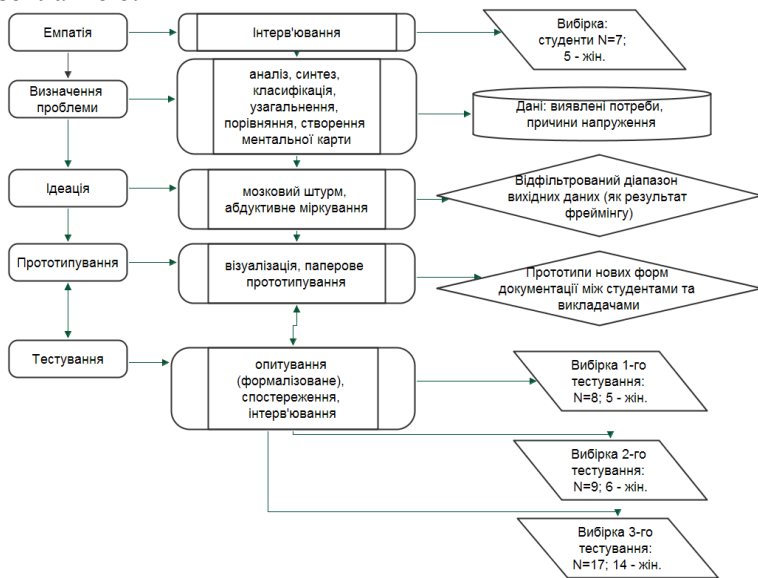 Емпатія
Інтерв'ювання
Вибірка:
студенти N=7;
5 - жін.
Визначення
проблеми
аналіз, синтез,
класифікація,
узагальнення,
порівняння, створення
ментальної карти
Дані: виявлені потреби,
причини напруження
Ідеація
мозковий штурм,
абдуктивне міркування
Відфільтрований діапазон
вихідних даних (як результат
фреймінгу)
Прототипування
візуалізація, паперове
прототипування
Прототипи нових форм
документації між студентами та
викладачами
Тестування
опитування
(формалізоване),
спостереження,
інтерв'ювання
Вибірка 1-го
тестування:
N=8; 5 - жін.
Вибірка 2-го
тестування:
N=9; 6 - жін.
Вибірка 3-го
тестування:
N=17; 14 - жін.